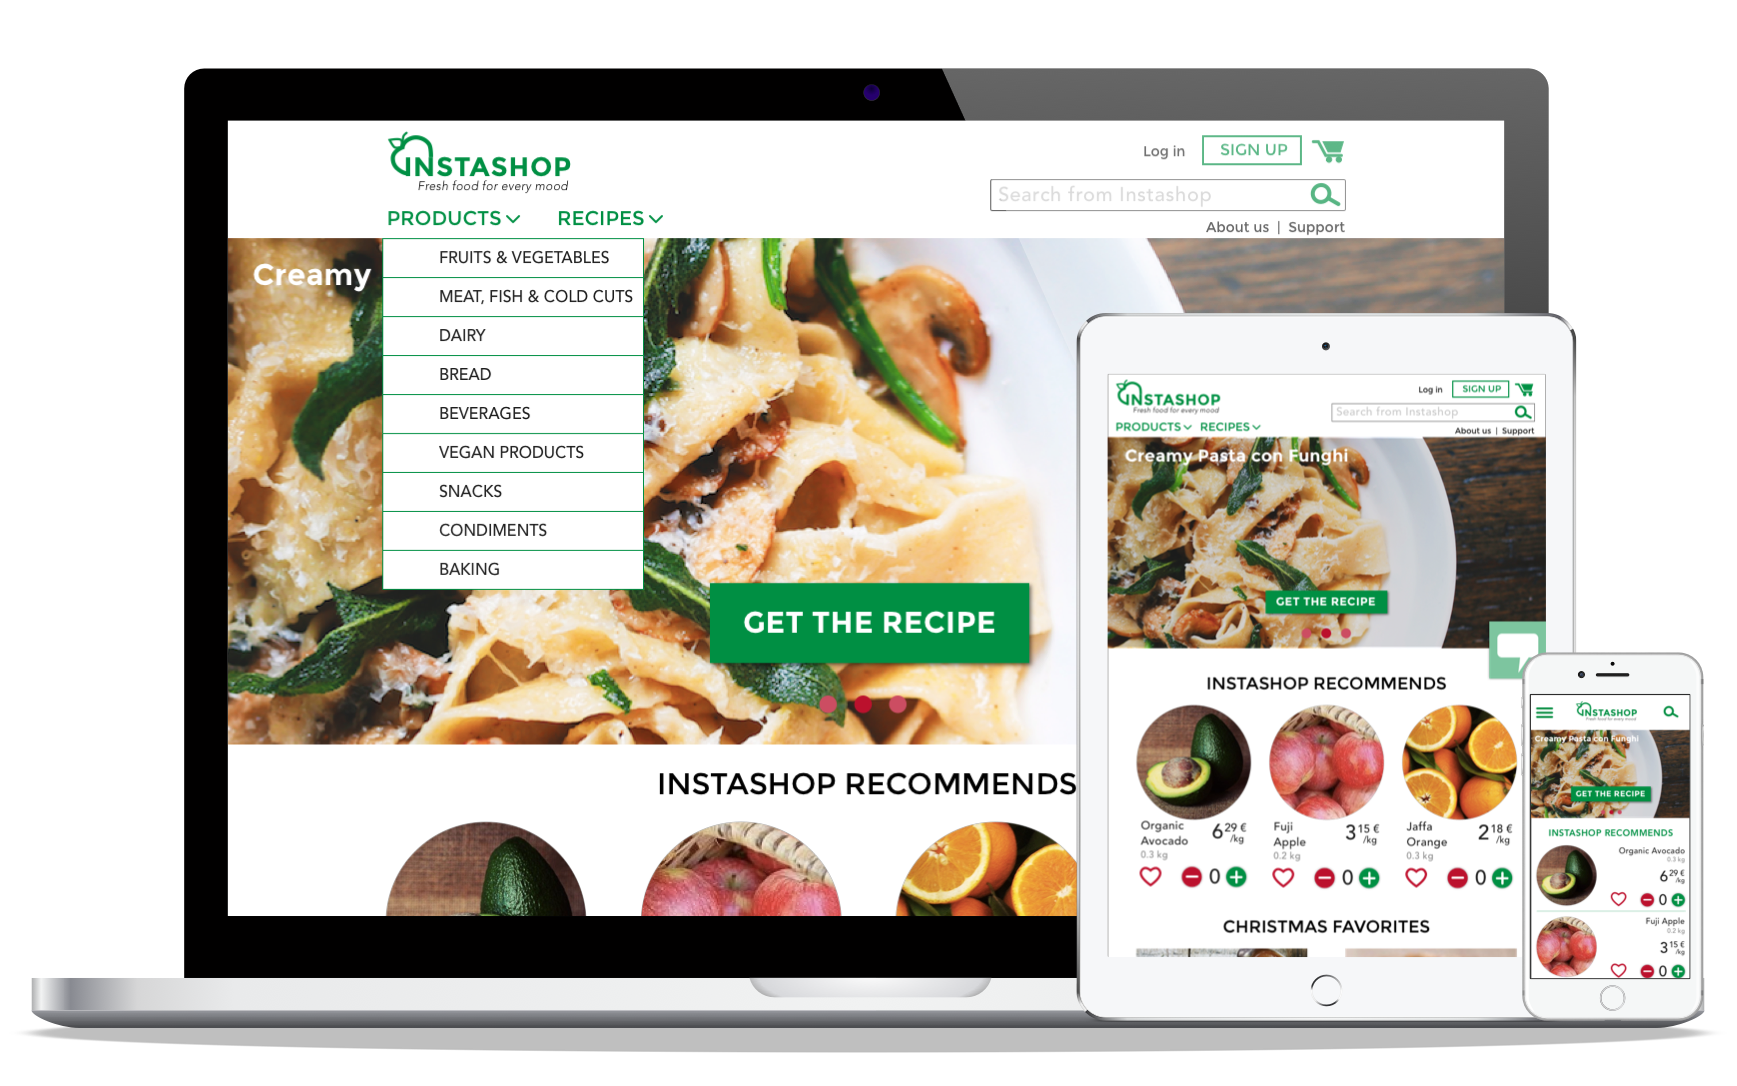 INSTASHOP
Fresh food for every mood
Log in
SIGN UP
Search from Instashop
PRODUCTS
RECIPES
About us | Support
Creamy
FRUITS & VEGETABLES
MEAT, FISH & COLD CUTS
DAIRY
BREAD
BEVERAGES
VEGAN PRODUCTS
SNACKS
CONDIMENTS
BAKING
GET THE RECIPE
INSTASHOP RECOMMENDS
INSTASHOP
Fresh food for every mood
Log in
SIGN UP
Search from Instashop
PRODUCTS
RECIPES
About us | Support
Creamy Pasta con Funghi
GET THE RECIPE
INSTASHOP RECOMMENDS
Organic
Avocado
0.3 kg
6 29 €
/kg
0
Fuji
Apple
0.2 kg
3 15 €
/kg
0
Jaffa
Orange
0.3 kg
2 18 €
/kg
0
CHRISTMAS FAVORITES
INSTASHOP
Fresh food for every mood
Creamy Pasta con Funghi
GET THE RECIPE
INSTASHOP RECOMMENDS
Organic Avocado
0.3 kg
6 29 €
/kg
0
Fuji Apple
0.2 kg
3 15 €
/kg
0